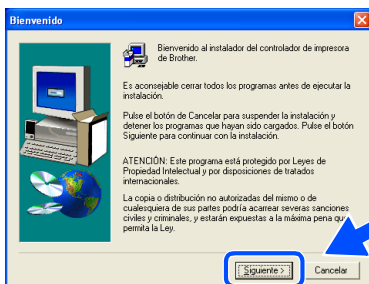 Bienvenido
Bienvenido al instalador del controlador de impresora
de Brother.
Es aconsejable cerrar todos los programas antes de ejecutar la
instalación.
Pulse el botón de Cancelar para suspender la instalación y
detener los programas que hayan sido cargados. Pulse el botón
Siguiente para continuar con la instalación.
ATENCIÓN: Este programa está protegido por Leyes de
Propiedad Intelectual y por disposiciones de tratados
internacionales.
La copia o distribución no autorizadas del mismo o de
cualesquiera de sus partes podría acarrear severas sanciones
civiles y criminales, y estarán expuestas a la máxima pena que
permita la Ley.
Siguiente >
Cancelar